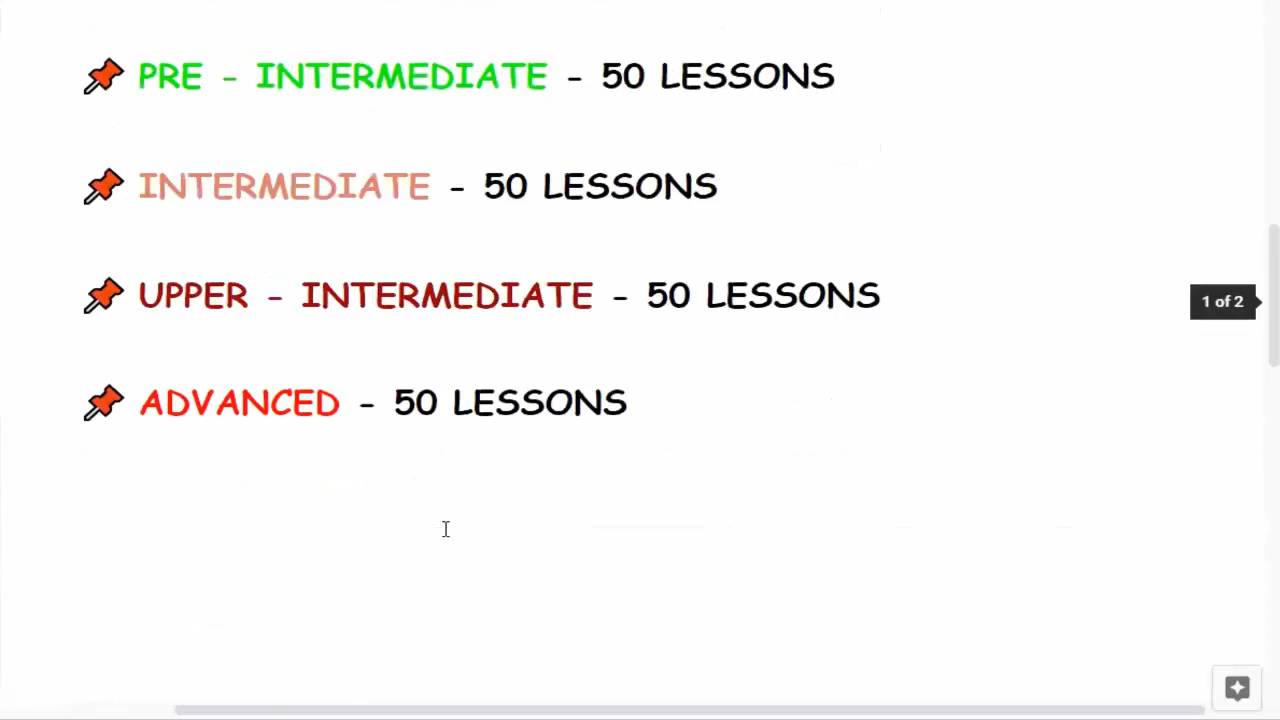 PRE - INTERMEDIATE - 50 LESSONS
INTERMEDIATE - 50 LESSONS
UPPER - INTERMEDIATE - 50 LESSONS
1 of 2
ADVANCED - 50 LESSONS